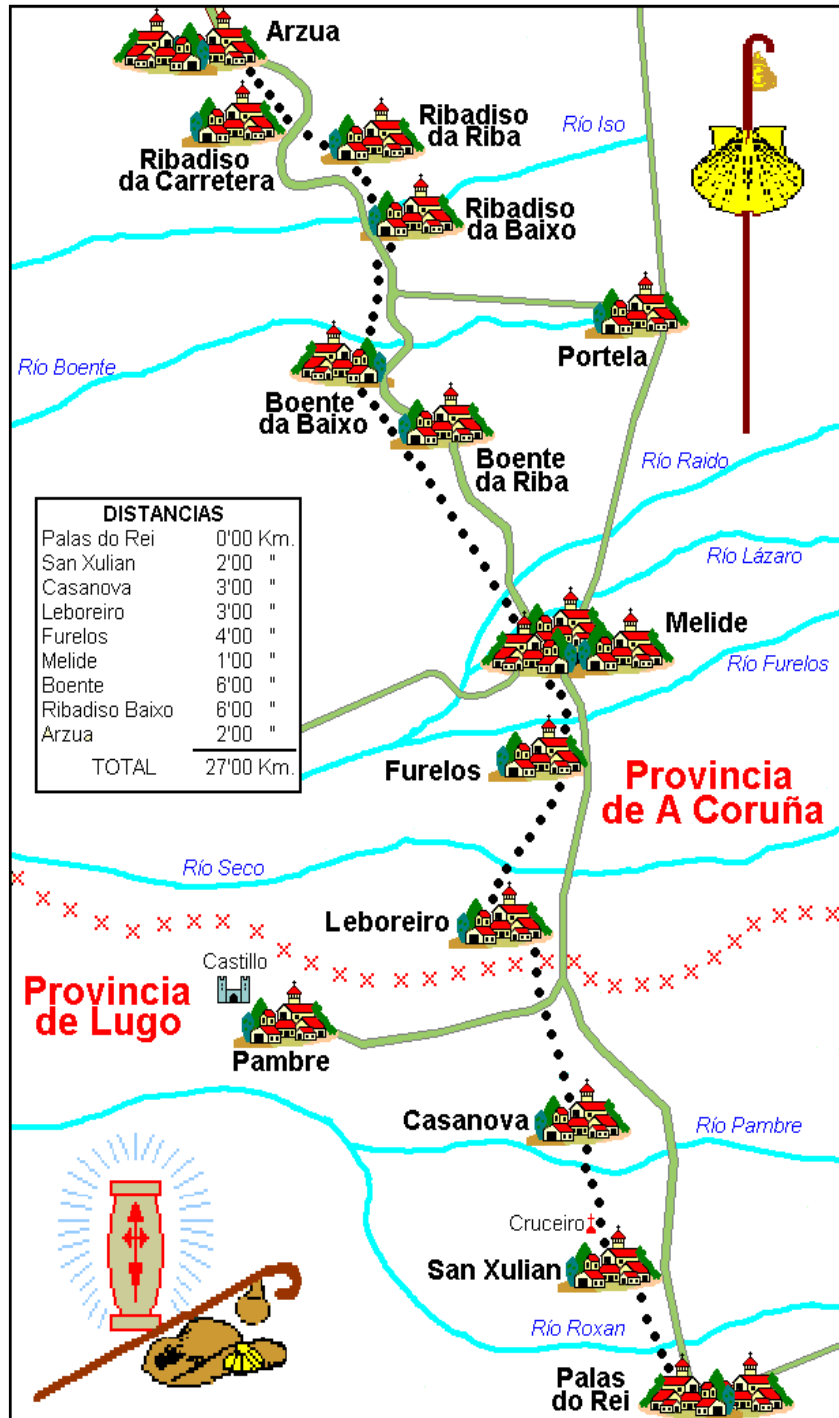 Arzua
Ribadiso
da Riba
Río Iso
Ribadiso
da Carretera
Ribadiso
da Baixo
Portela
Río Boente
Boente
da Baixo
Boente
da Riba
Río Raido
DISTANCIAS
Palas do Rei 0'00 Km.
San Xulian 2'00 "
Casanova 3'00 "
Leboreiro 3'00 "
Furelos 4'00 "
Melide 1'00 "
Boente 6'00 "
Ribadiso Baixo 6'00 "
Arzua 2'00 "
TOTAL 27'00 Km.
Río Lázaro
Melide
Río Furelos
Furelos
Provincia
de A Coruña
Río Seco
Leboreiro
Castillo
Provincia
de Lugo
Pambre
Casanova
Río Pambre
Cruceiro
San Xulian
Río Roxan
Palas
do Rei